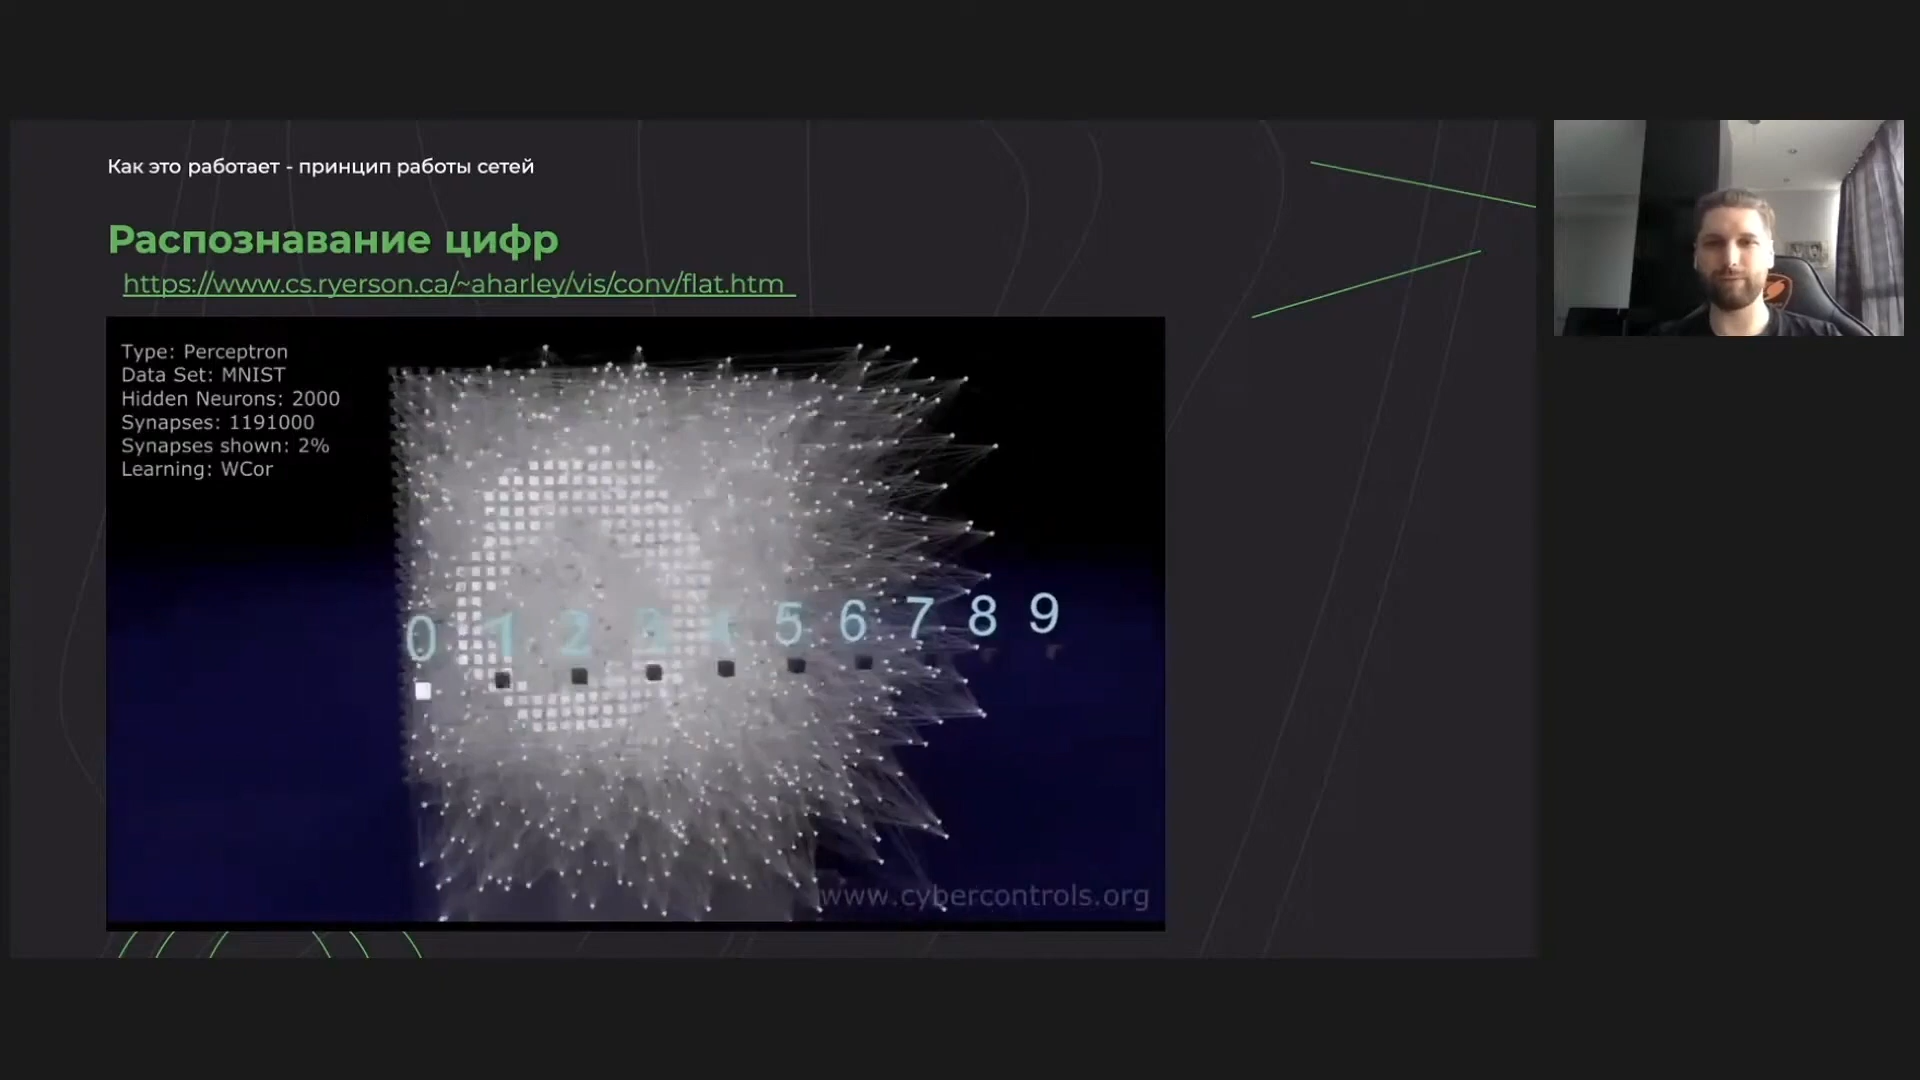 Как это работает - принцип работы сетей
Распознавание цифр
https://www.cs.ryerson.ca/~aharley/vis/conv/flat.htm
Type: Perceptron
Data Set: MNIST
Hidden Neurons: 2000
Synapses: 1191000
Synapses shown: 2%
Learning: WCor
0 1 2 3 4 5 6 7 8 9
www.cybercontrols.org